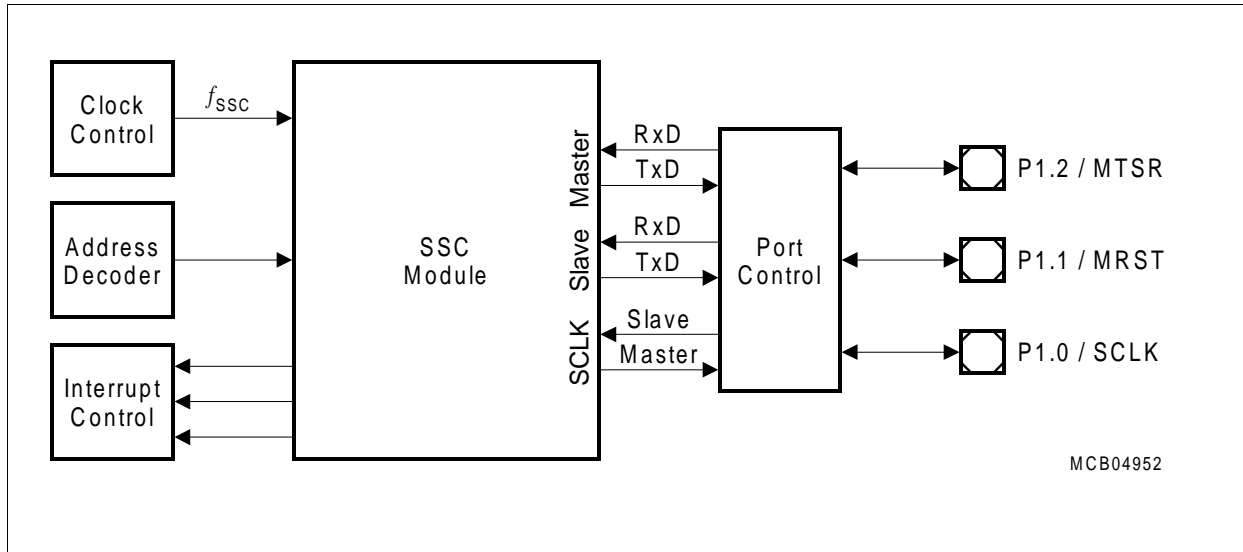 Clock
Control
fSSC
Address
Decoder
Interrupt
Control
SSC
Module
Master
Slave
SCLK
RxD
TxD
RxD
TxD
Slave
Master
Port
Control
P1.2 / MTSR
P1.1 / MRST
P1.0 / SCLK
MCB04952